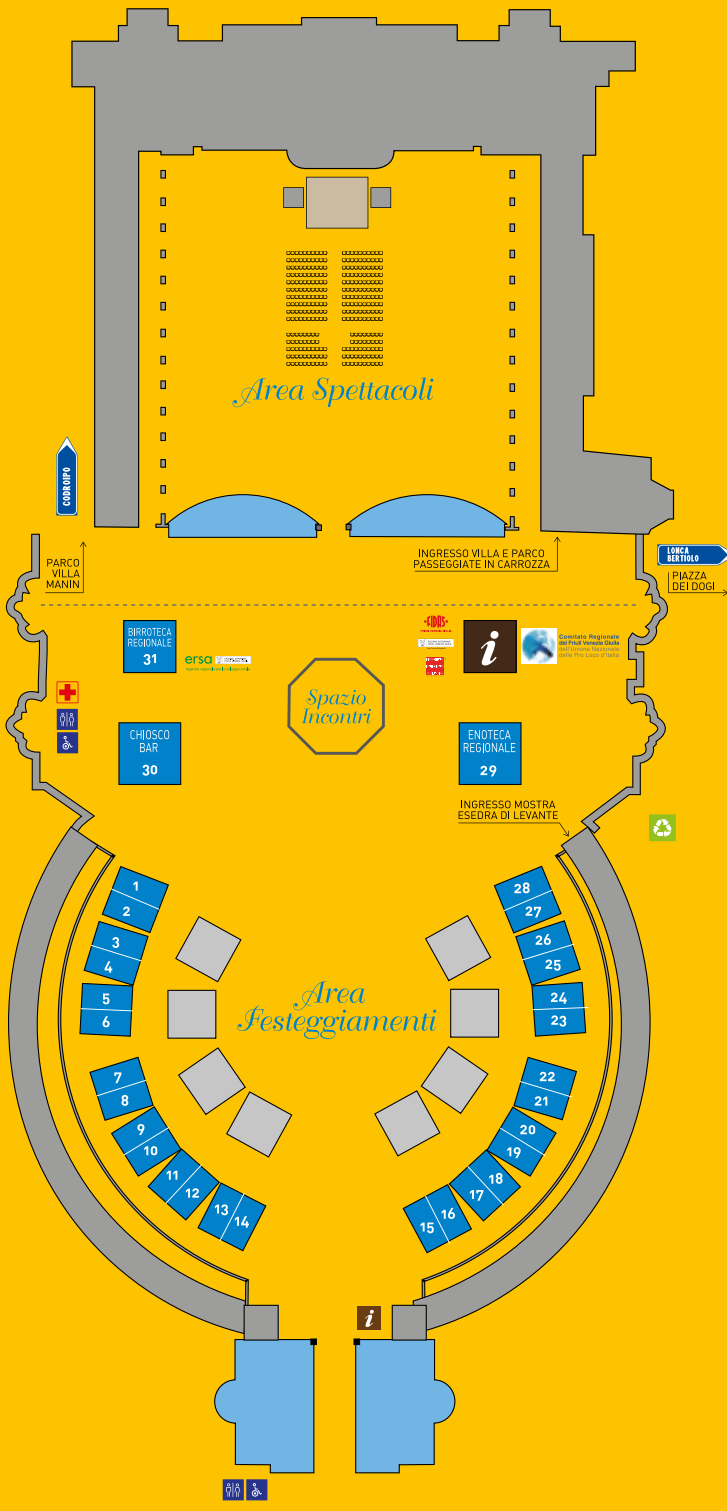 Area Spettacoli
CODROIPO
PARCO
VILLA
MANIN
INGRESSO VILLA E PARCO
PASSEGGIATE IN CARROZZA
LONCA
BERTIOLO
PIAZZA
DEI DOGI
BIRROTECA
REGIONALE
31
ersa
FIDAS
i
Comitato Regionale
del Friuli Venezia Giulia
dell'Unione Nazionale
delle Pro Loco d'Italia
Spazio
Incontri
CHIOSCO
BAR
30
ENOTECA
REGIONALE
29
INGRESSO MOSTRA
ESEDRA DI LEVANTE
1
2
3
4
5
6
7
8
9
10
11
12
13
14
28
27
26
25
24
23
22
21
20
19
18
17
16
15
Area
Festeggiamenti
i